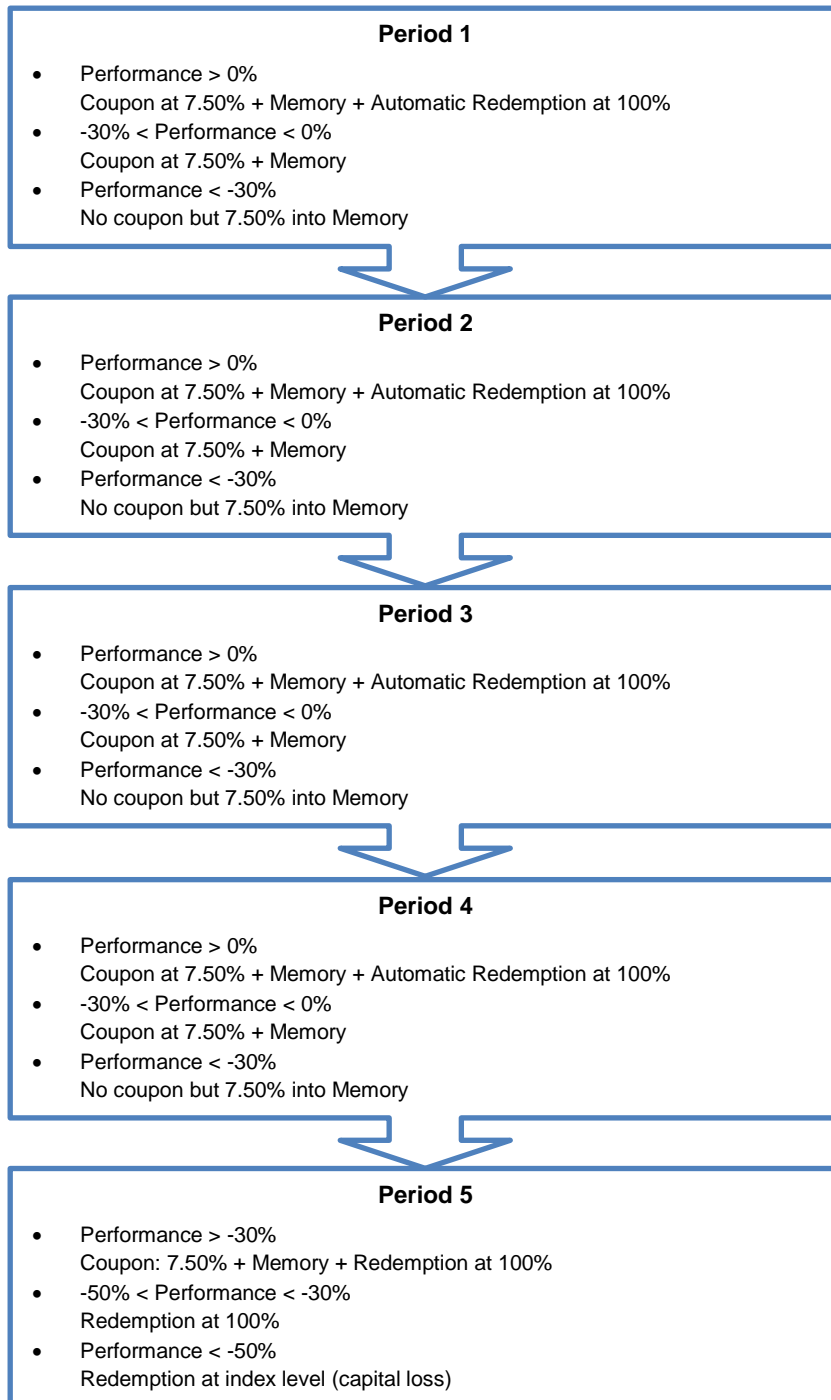 Period 1
• Performance > 0%
Coupon at 7.50% + Memory + Automatic Redemption at 100%
• -30% < Performance < 0%
Coupon at 7.50% + Memory
• Performance < -30%
No coupon but 7.50% into Memory
Period 2
• Performance > 0%
Coupon at 7.50% + Memory + Automatic Redemption at 100%
• -30% < Performance < 0%
Coupon at 7.50% + Memory
• Performance < -30%
No coupon but 7.50% into Memory
Period 3
• Performance > 0%
Coupon at 7.50% + Memory + Automatic Redemption at 100%
• -30% < Performance < 0%
Coupon at 7.50% + Memory
• Performance < -30%
No coupon but 7.50% into Memory
Period 4
• Performance > 0%
Coupon at 7.50% + Memory + Automatic Redemption at 100%
• -30% < Performance < 0%
Coupon at 7.50% + Memory
• Performance < -30%
No coupon but 7.50% into Memory
Period 5
• Performance > -30%
Coupon: 7.50% + Memory + Redemption at 100%
• -50% < Performance < -30%
Redemption at 100%
• Performance < -50%
Redemption at index level (capital loss)